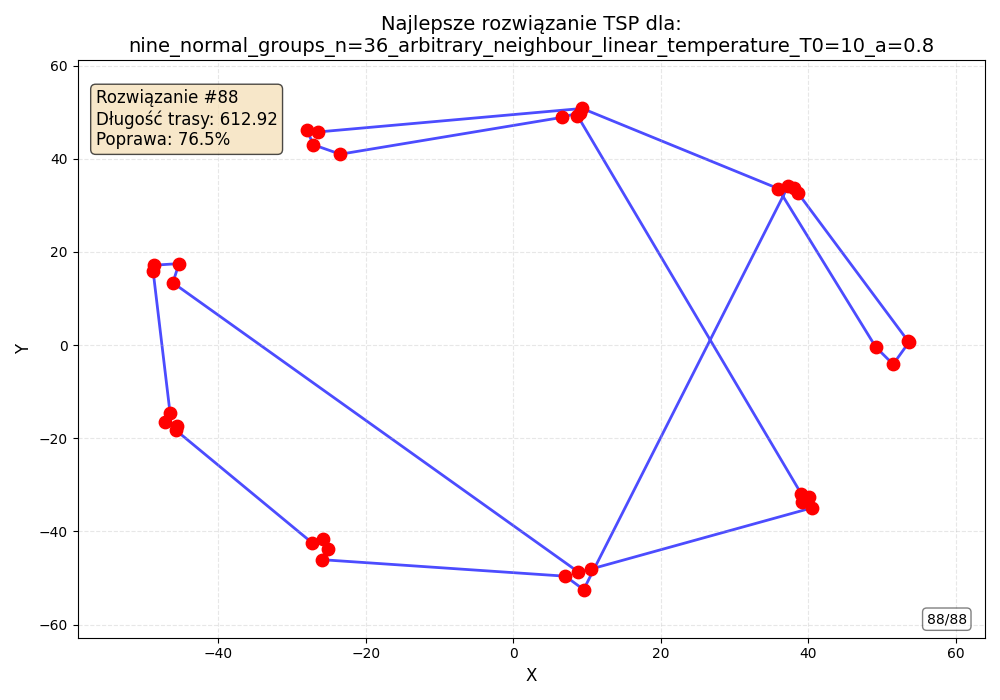 Najlepsze rozwiązanie TSP dla:
nine_normal_groups_n=36_arbitrary_neighbour_linear_temperature_T0=10_a=0.8
Rozwiązanie #88
Długość trasy: 612.92
Poprawa: 76.5%
60
40
20
0
−20
−40
−60
Y
88/88
−40
−20
0
20
40
60
X